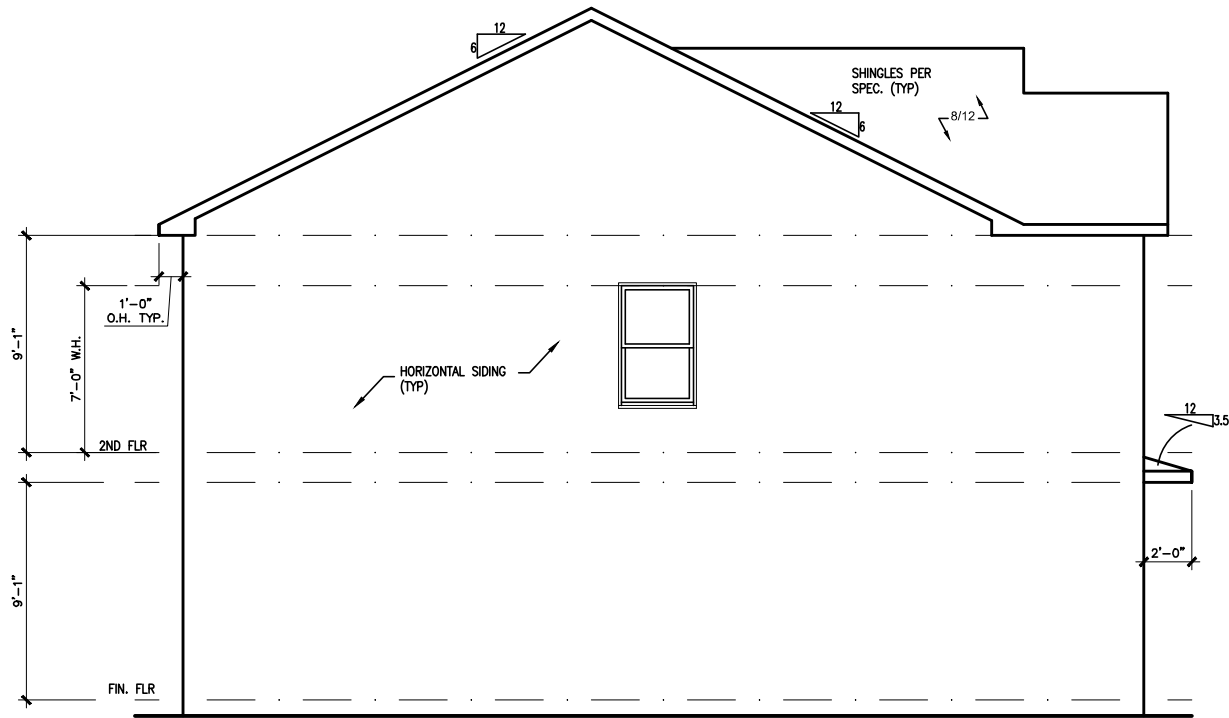 12
6
SHINGLES PER
SPEC. (TYP)
12
6
8/12
1'-0"
O.H. TYP.
9'-1"
7'-0" W.H.
HORIZONTAL SIDING
(TYP)
12
3.5
2ND FLR
2'-0"
9'-1"
FIN. FLR